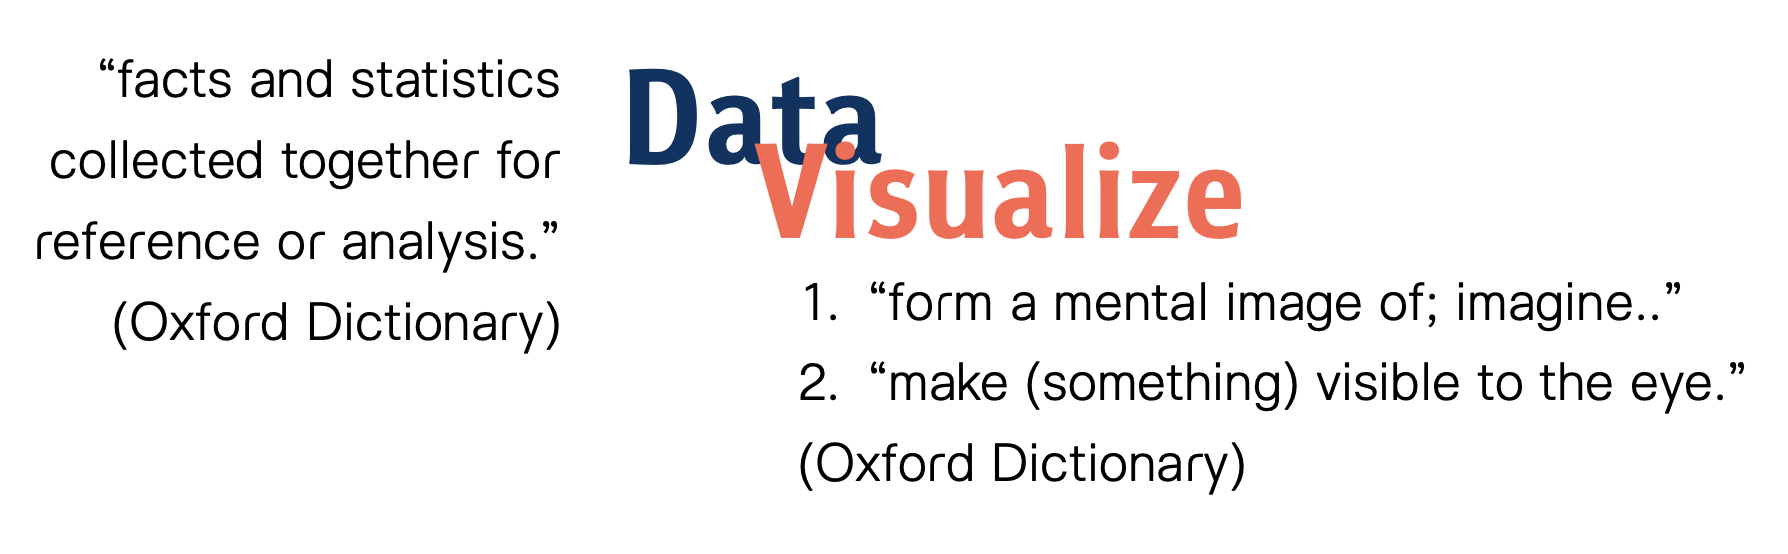 “facts and statistics
collected together for
reference or analysis.”
(Oxford Dictionary)
Data
Visualize
1. “form a mental image of; imagine..”
2. “make (something) visible to the eye.”
(Oxford Dictionary)